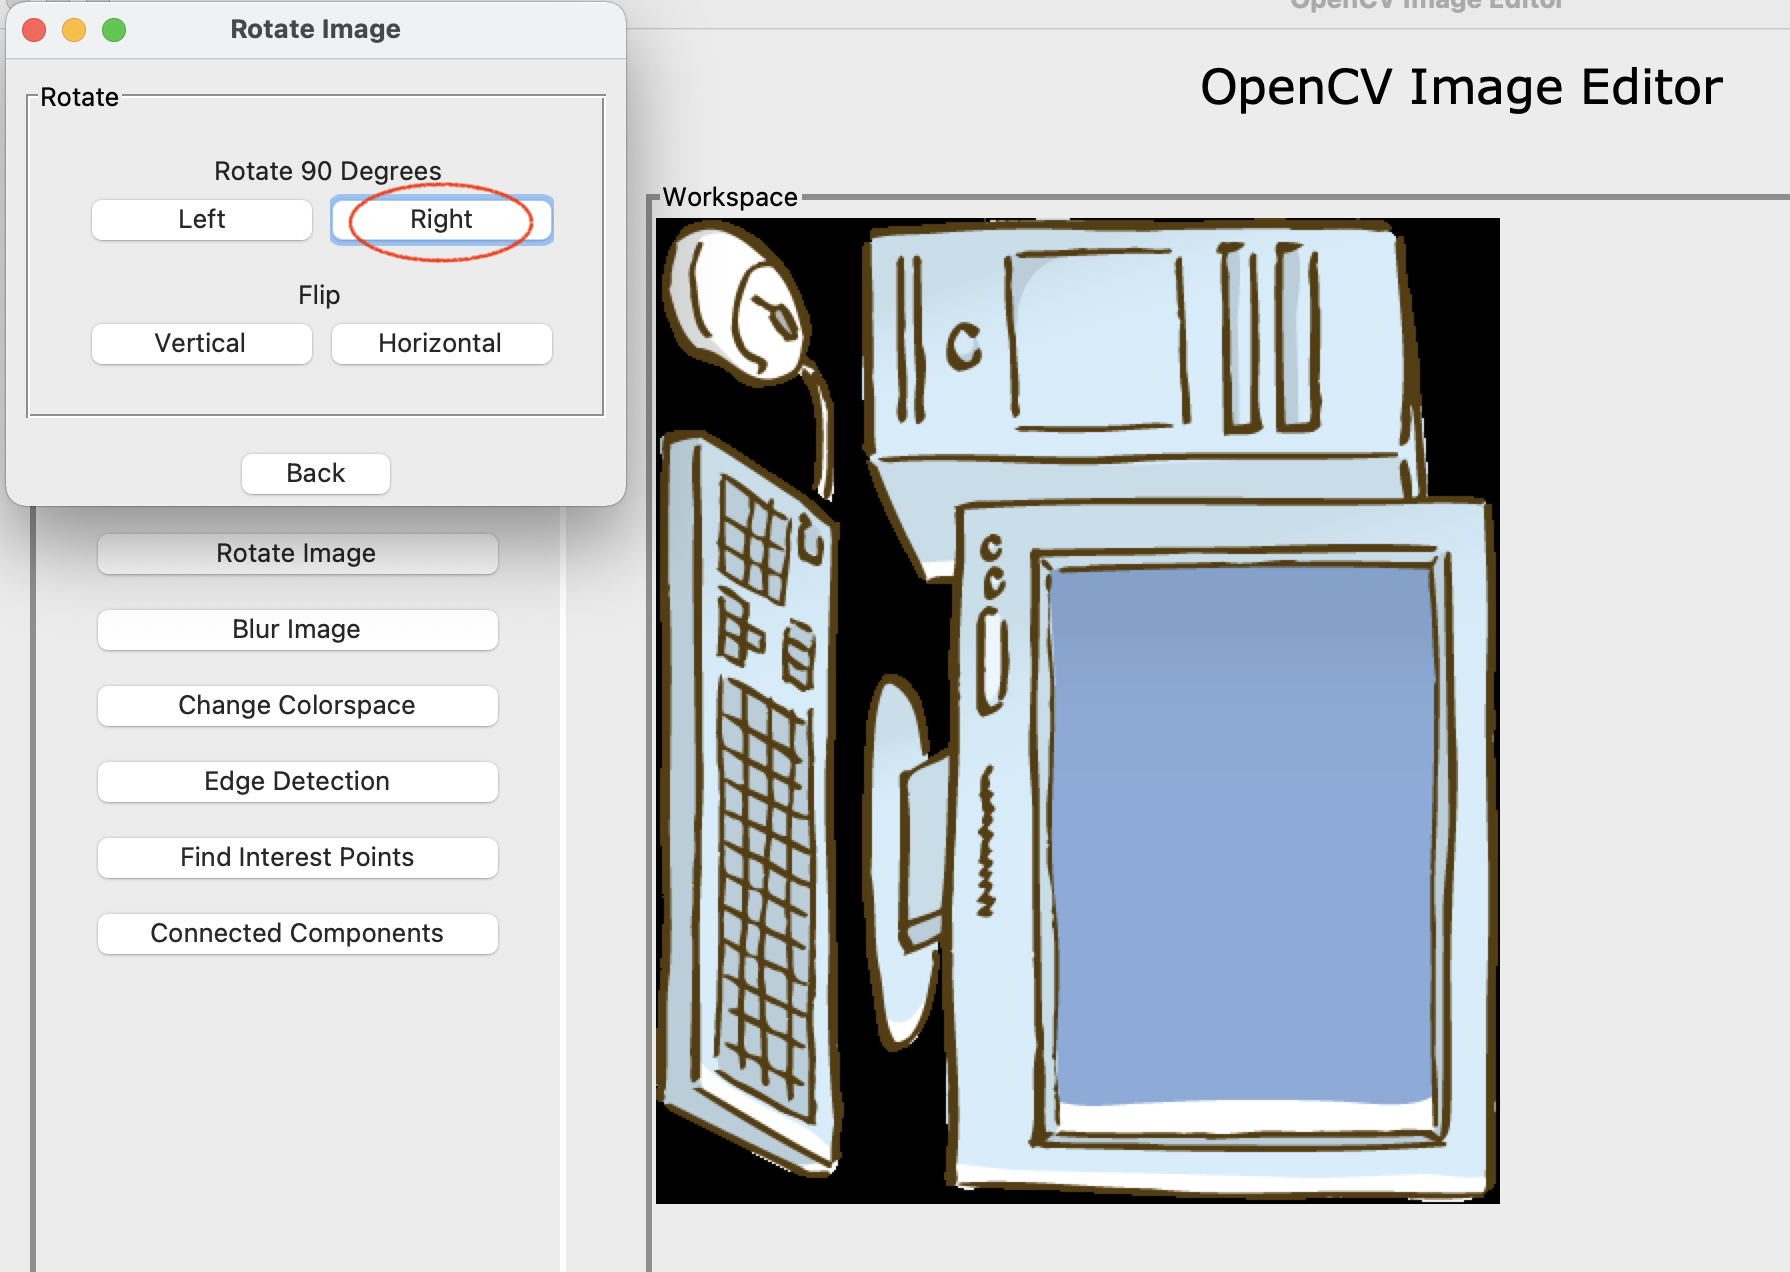 OpenCV Image Editor
Rotate Image
OpenCV Image Editor
Rotate
Rotate 90 Degrees
Left
Right
Flip
Vertical
Horizontal
Back
Workspace
Rotate Image
Blur Image
Change Colorspace
Edge Detection
Find Interest Points
Connected Components